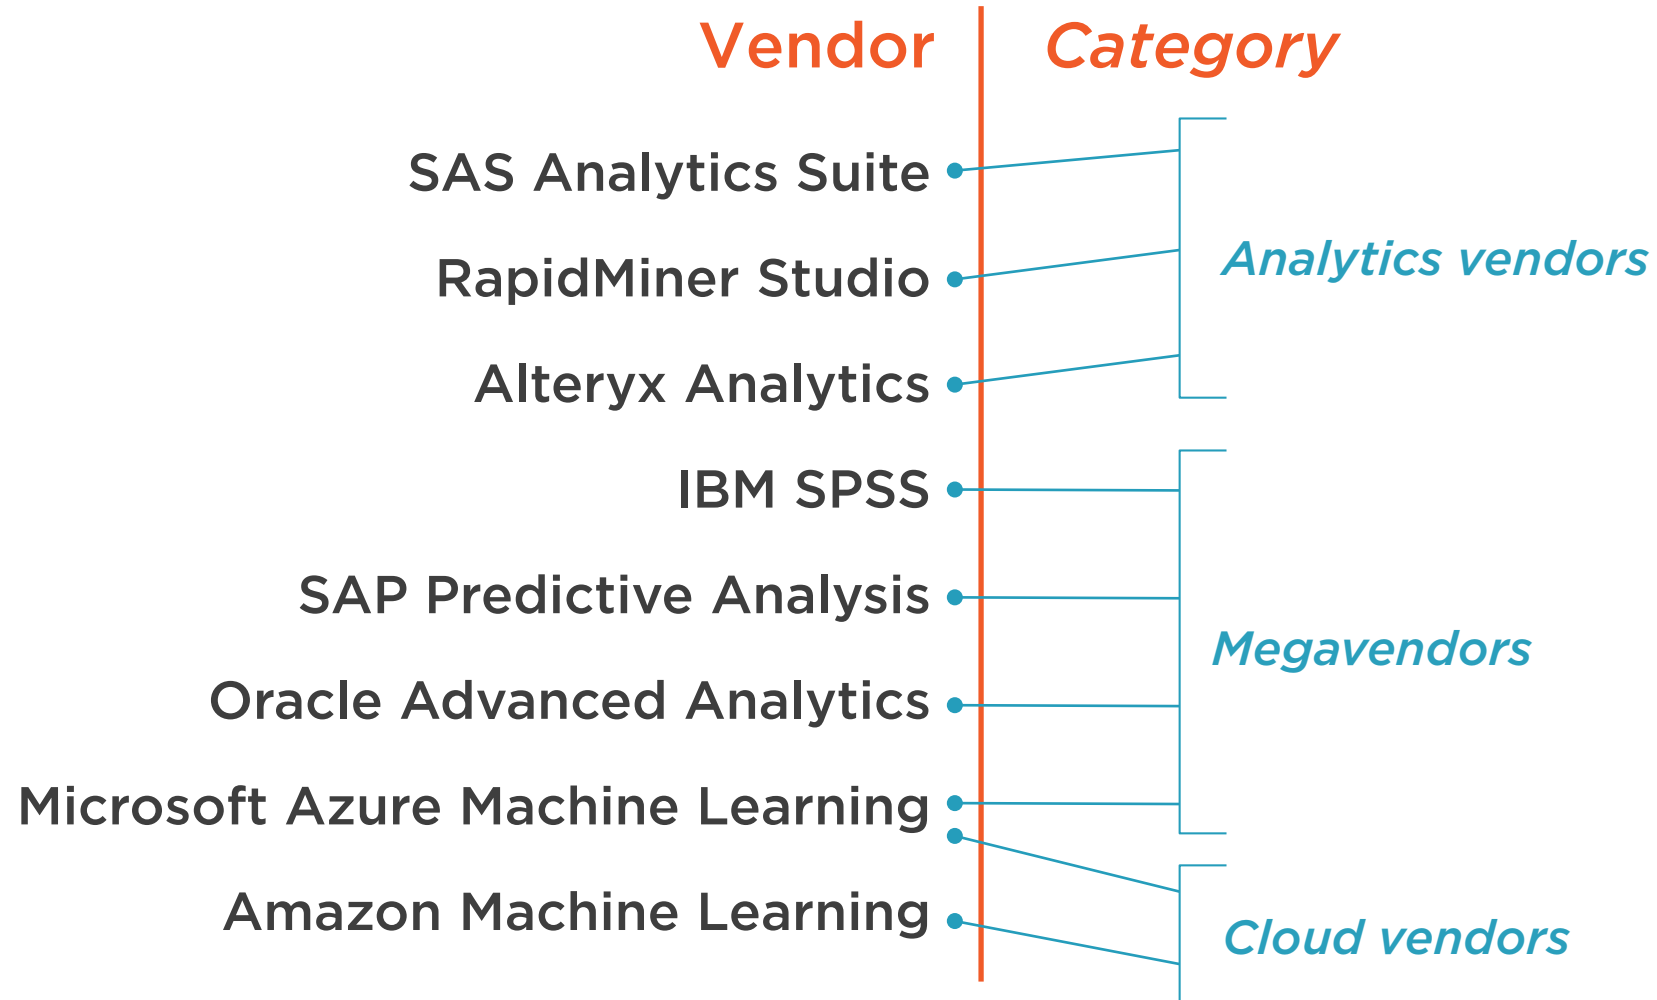 Vendor
Category
SAS Analytics Suite
RapidMiner Studio
Analytics vendors
Alteryx Analytics
IBM SPSS
SAP Predictive Analysis
Megavendors
Oracle Advanced Analytics
Microsoft Azure Machine Learning
Amazon Machine Learning
Cloud vendors